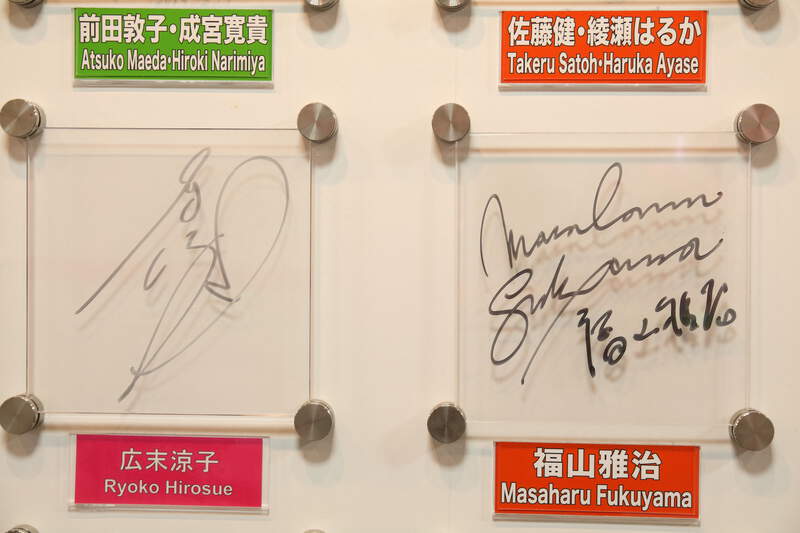 前田敦子・成宮寛貴
Atsuko Maeda・Hiroki Narimiya
佐藤健・綾瀬はるか
Takeru Satoh・Haruka Ayase
Masaharu
Fukuyama
福山雅治
広末涼子
Ryoko Hirosue
福山雅治
Masaharu Fukuyama